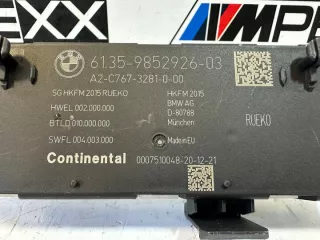 EXPE
BMW
61.35-9852926-03
A2-C767-3281-0-00
SG HKFM 2015 RUEKO
HKFM 2015
HWEL 002.000.000
BMW AG
D-80788
BTLD 010.000.000
München
RUEKO
SWFL 004.003.000
Made in EU
Continental
0007510048-20-12-21